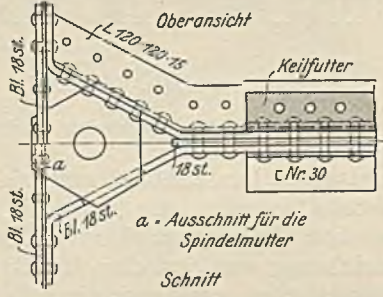 Oberansicht
L 120·120·15
Keilfutter
Bl. 18 st.
a
18 st.
⊏ Nr. 30
Bl. 18 st.
Bl. 18 st.
a = Ausschnitt für die
Spindelmutter
Schnitt